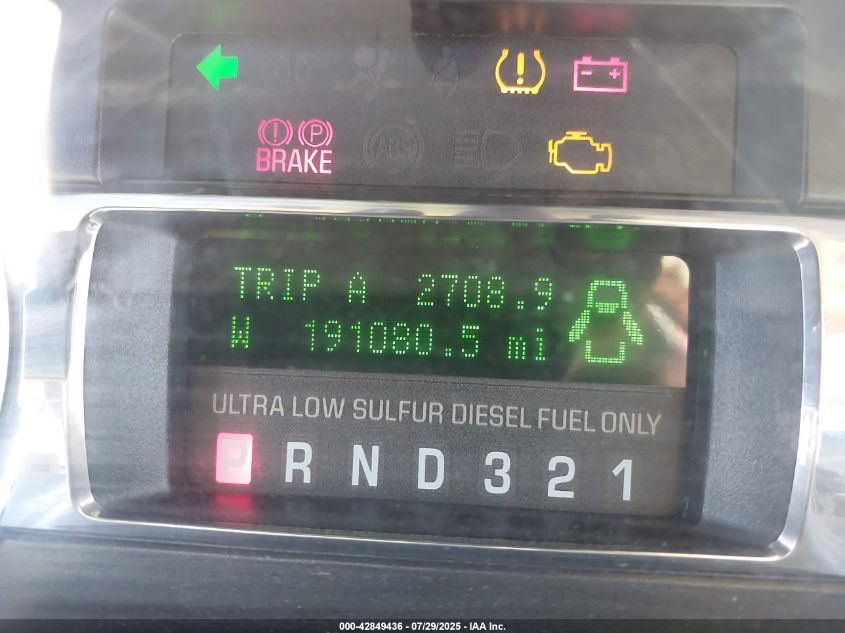 BRAKE
ABS
TRIP A 2708.9
W 191080.5 mi
ULTRA LOW SULFUR DIESEL FUEL ONLY
P R N D 3 2 1
000-42849436 - 07/29/2025 - IAA Inc.